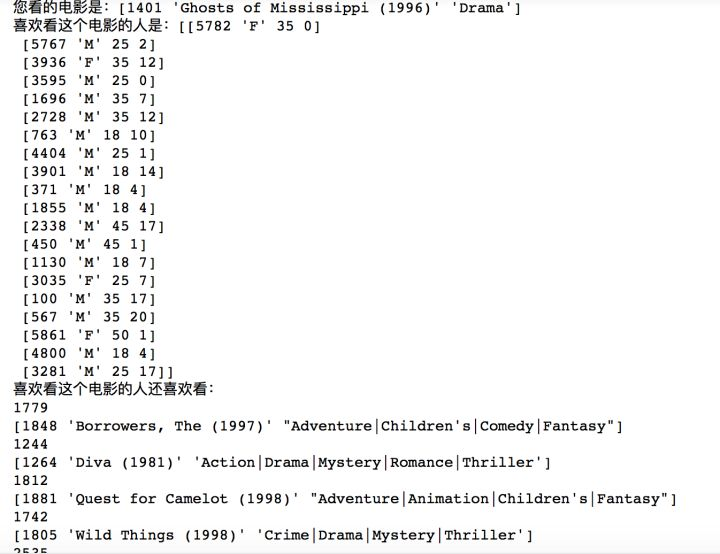 您看的电影是：[1401 'Ghosts of Mississippi (1996)' 'Drama']
喜欢看这个电影的人是：[[5782 'F' 35 0]
[5767 'M' 25 2]
[3936 'F' 35 12]
[3595 'M' 25 0]
[1696 'M' 35 7]
[2728 'M' 35 12]
[763 'M' 18 10]
[4404 'M' 25 1]
[3901 'M' 18 14]
[371 'M' 18 4]
[1855 'M' 18 4]
[2338 'M' 45 17]
[450 'M' 45 1]
[1130 'M' 18 7]
[3035 'F' 25 7]
[100 'M' 35 17]
[567 'M' 35 20]
[5861 'F' 50 1]
[4800 'M' 18 4]
[3281 'M' 25 17]]
喜欢看这个电影的人还喜欢看：
1779
[1848 'Borrowers, The (1997)' "Adventure|Children's|Comedy|Fantasy"]
1244
[1264 'Diva (1981)' 'Action|Drama|Mystery|Romance|Thriller']
1812
[1881 'Quest for Camelot (1998)' "Adventure|Animation|Children's|Fantasy"]
1742
[1805 'Wild Things (1998)' 'Crime|Drama|Mystery|Thriller']